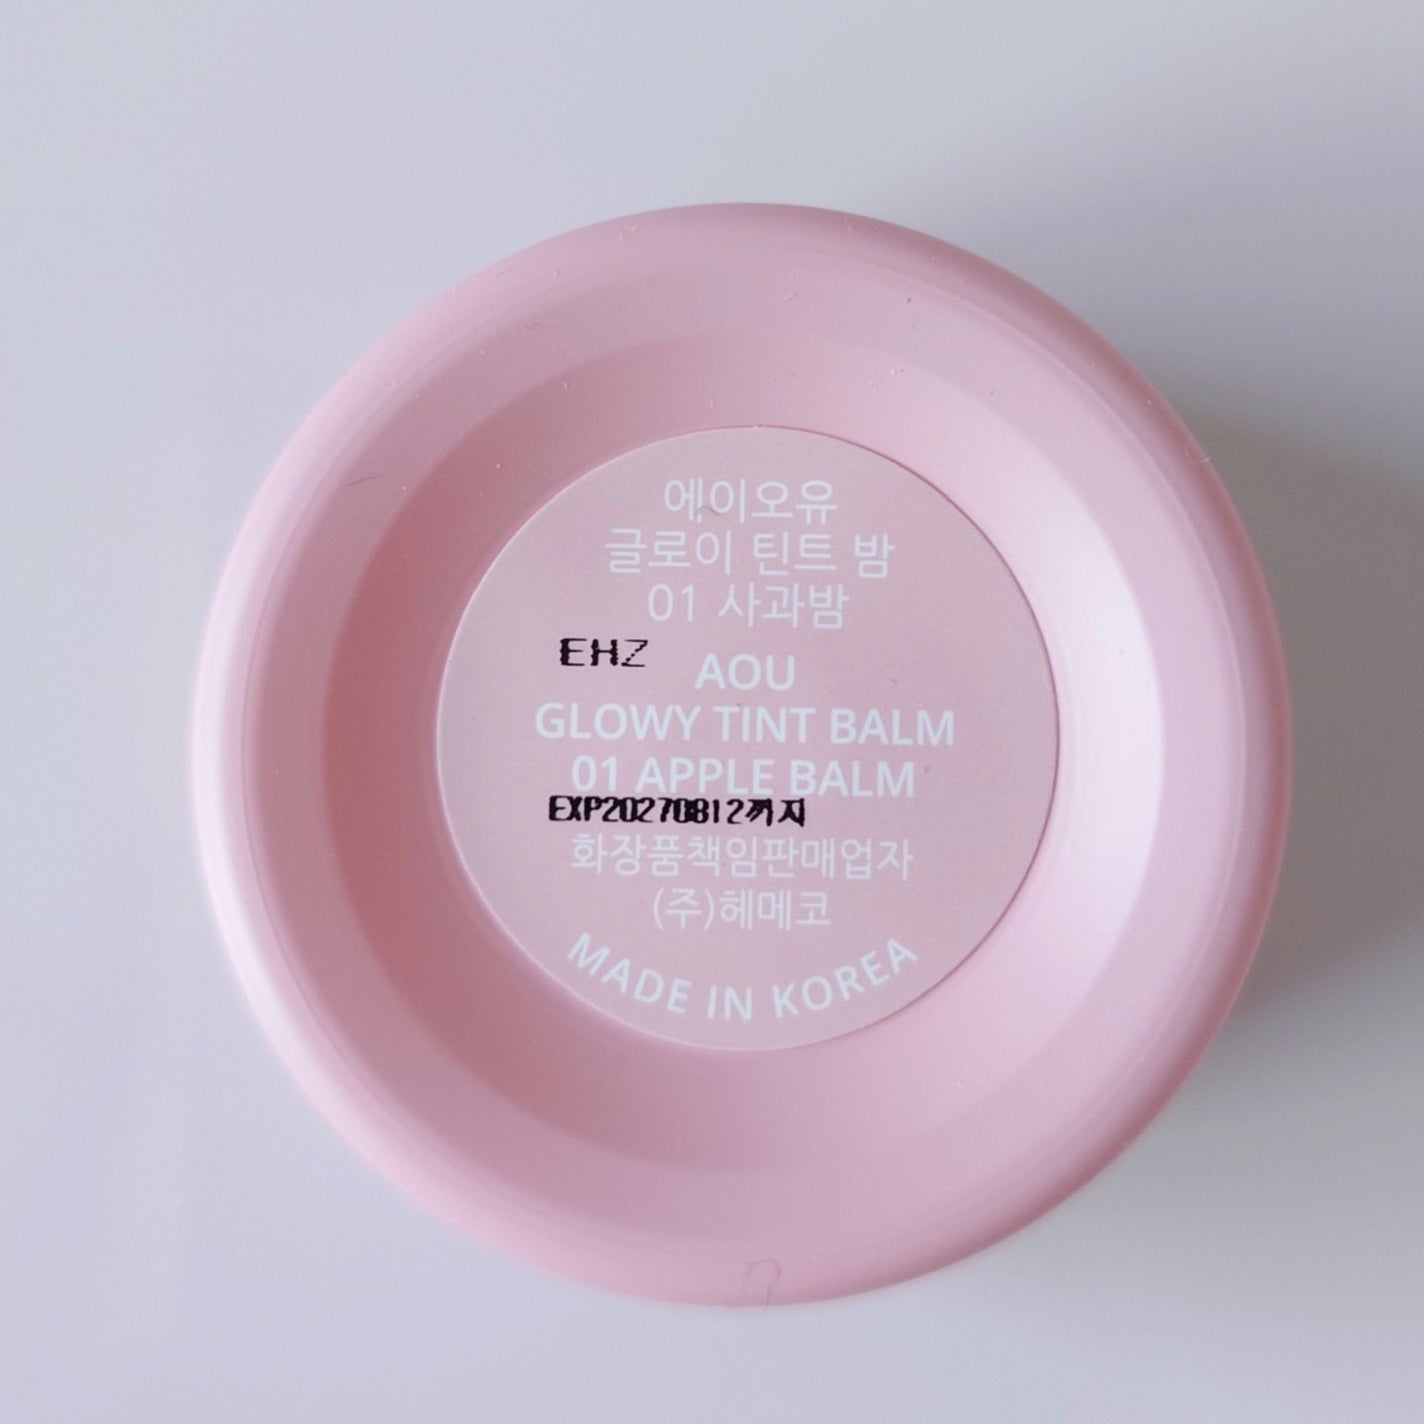 에이오유
글로이 틴트 밤
01 사과밤
EHZ
AOU
GLOWY TINT BALM
01 APPLE BALM
EXP20270812까지
화장품책임판매업자
(주)헤메코
MADE IN KOREA